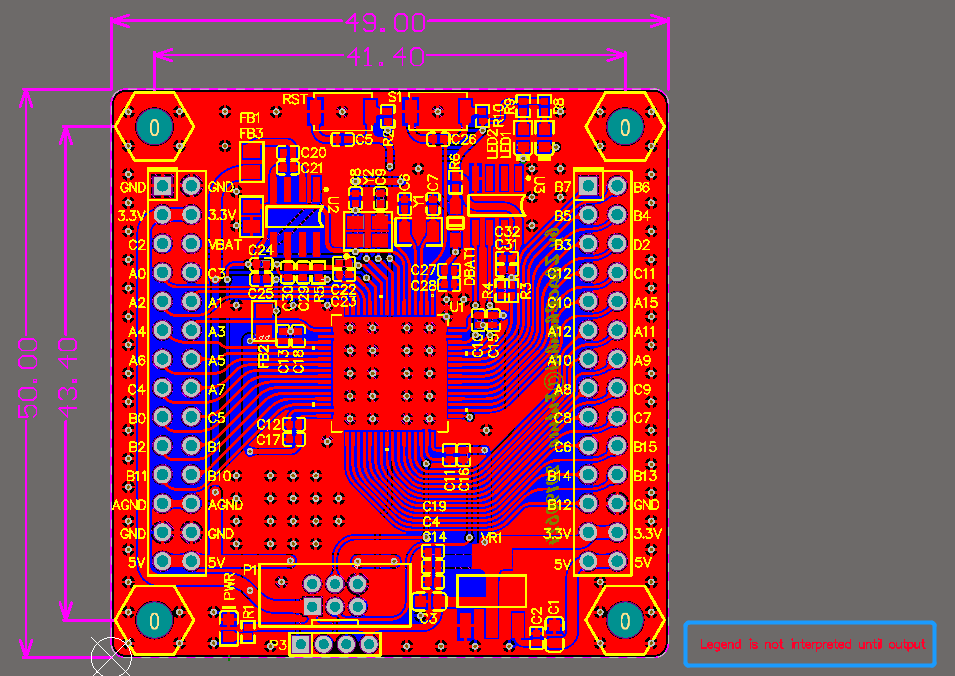 49.00
41.40
50.00
43.40
RST
S1
R9
R8
R10
FB1
FB3
C5
C26
LED2
LED1
R6
C20
C21
C8
Y2
C9
C6
Y1
C7
U2
U3
0
0
GND
GND
B7
B6
3.3V
3.3V
B5
B4
C2
VBAT
B3
D2
A0
C3
C12
C11
A2
A1
C10
A15
A4
A3
A12
A11
A6
A5
A10
A9
C4
A7
A8
C9
B0
C5
C8
C7
B2
B1
C6
B15
B11
B10
B14
B13
AGND
AGND
B12
GND
GND
GND
3.3V
3.3V
5V
5V
5V
5V
C24
C25
C30
C29
R5
C22
C23
C32
C31
C27
C28
DBAT1
R4
R3
U1
FB2
C13
C18
C12
C17
C11
C16
C19
C4
C14
VR1
P1
PWR
R1
P3
C3
C2
C1
0
0
Legend is not interpreted until output